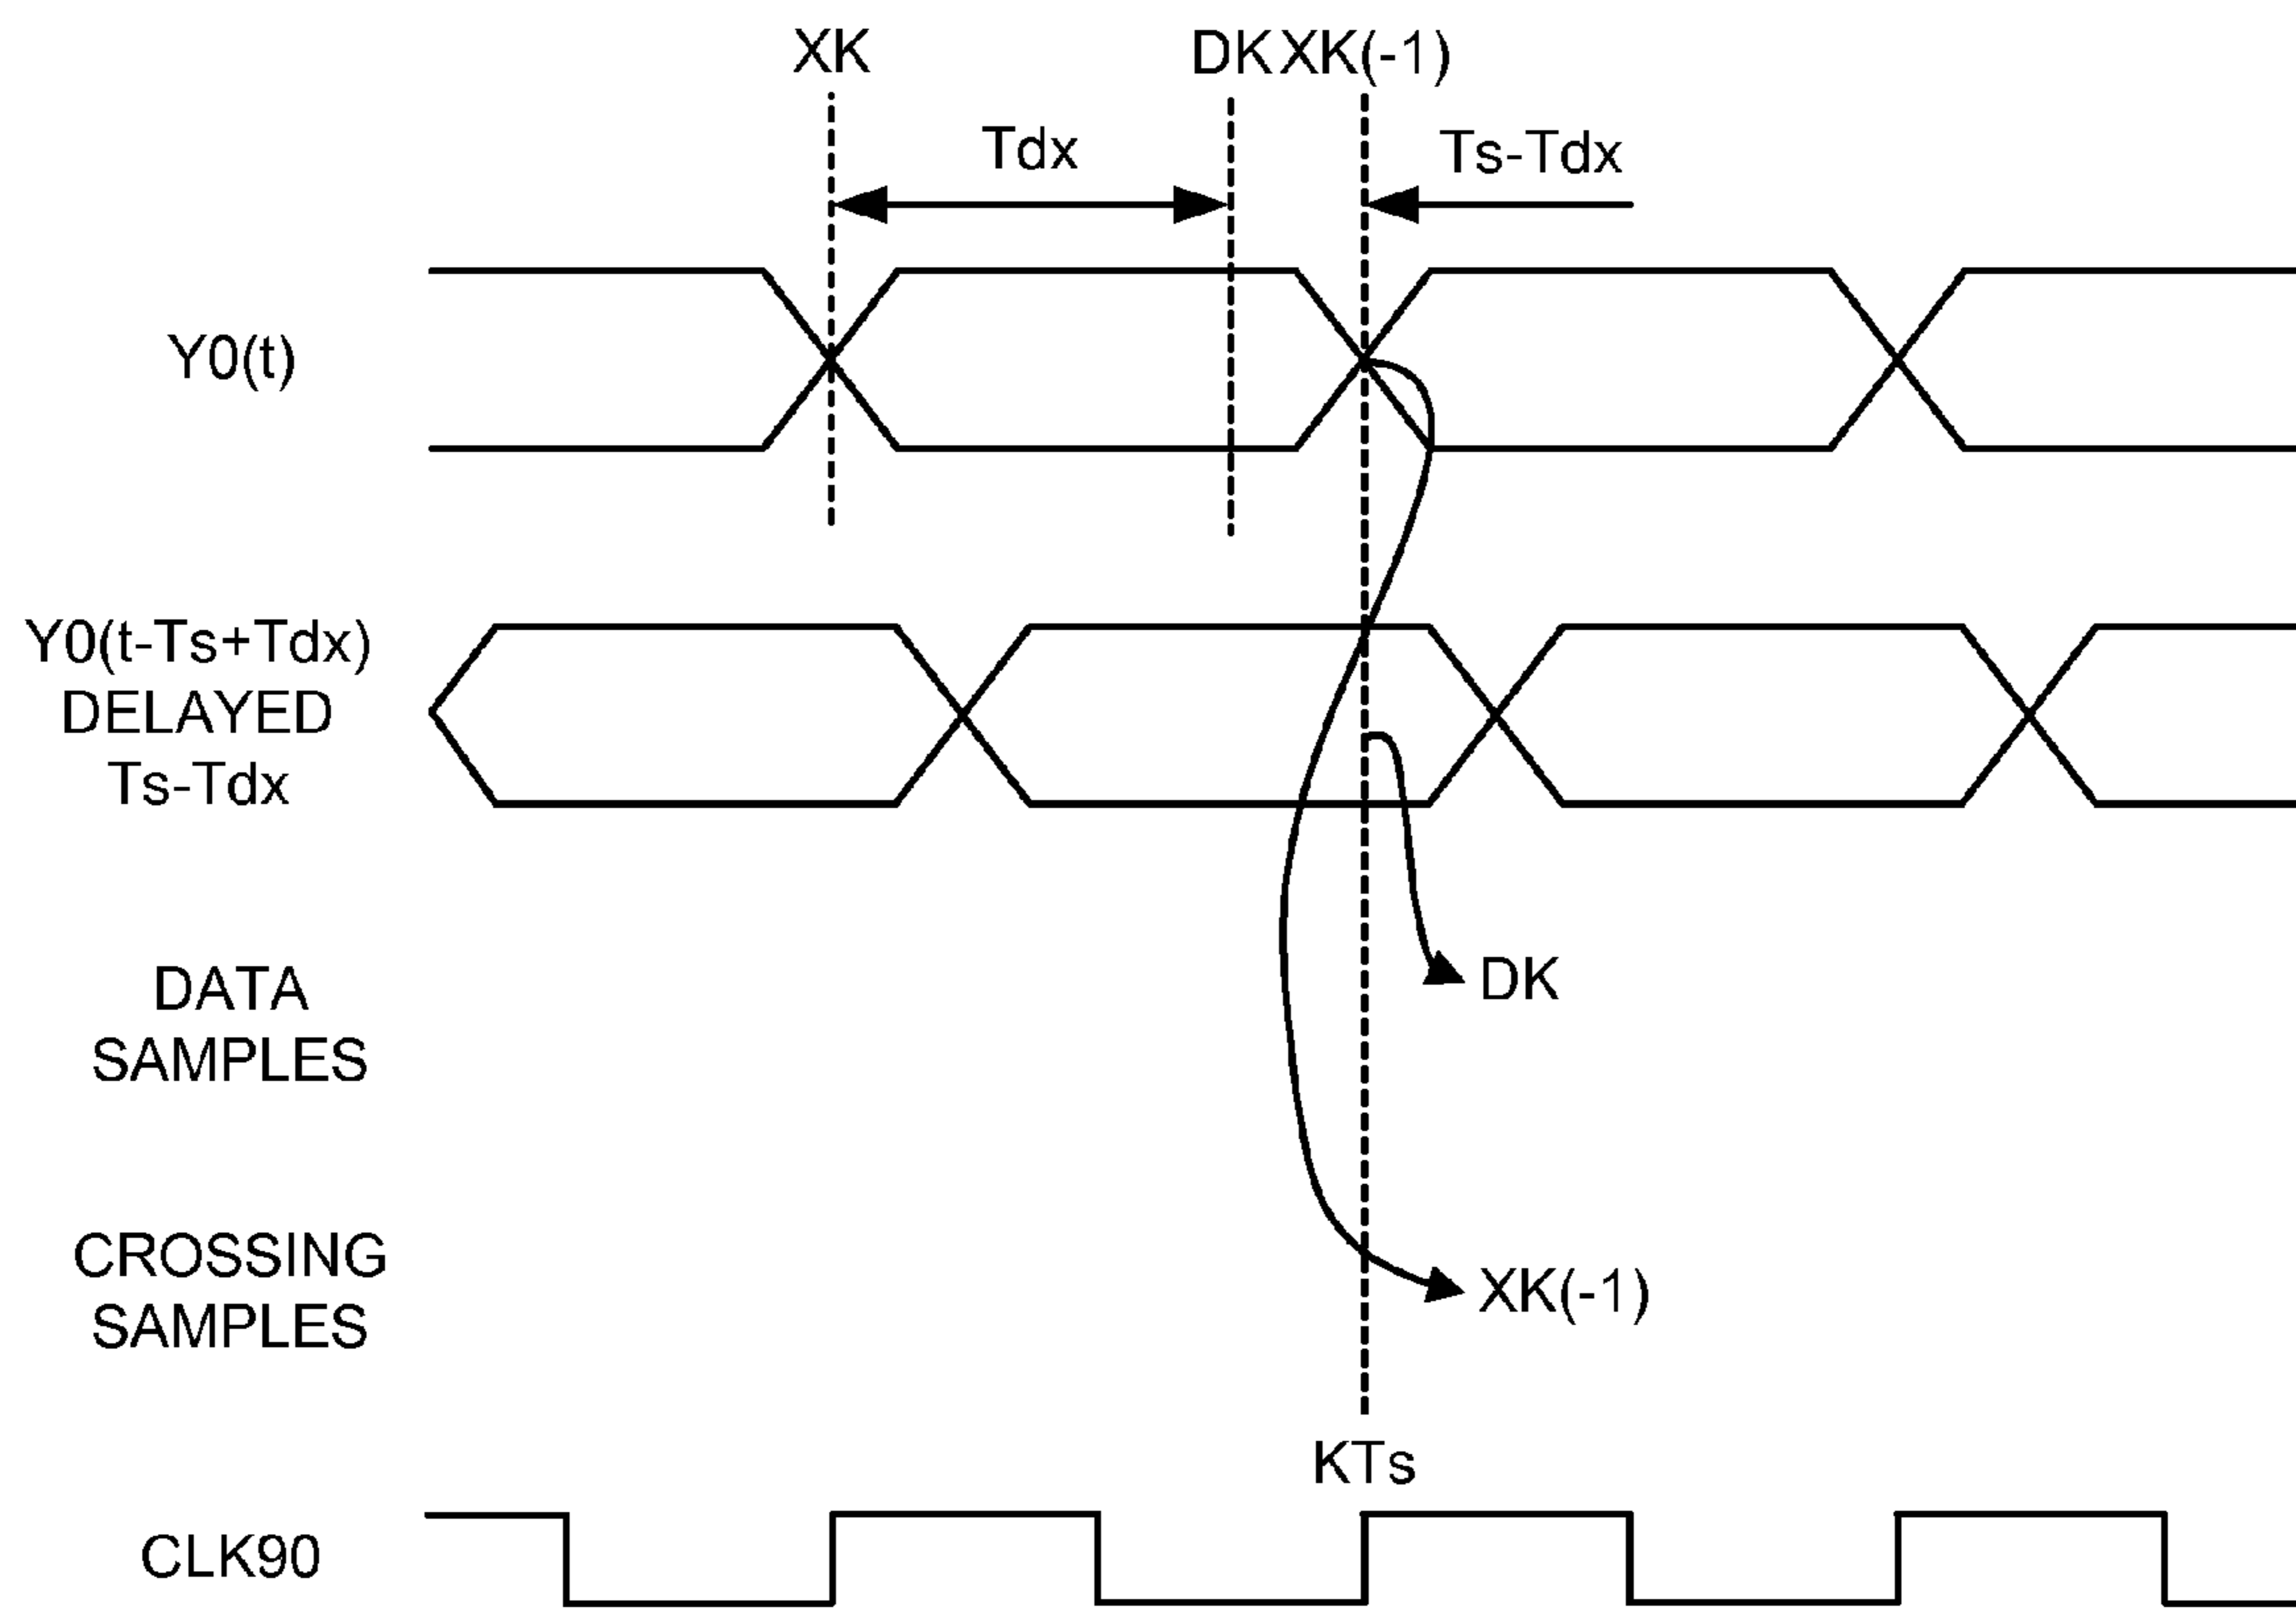 XK DK XK(-1)
Tdx Ts-Tdx
Y0(t)
Y0(t-Ts+Tdx)
DELAYED
Ts-Tdx
DATA
SAMPLES
DK
CROSSING
SAMPLES
XK(-1)
KTs
CLK90